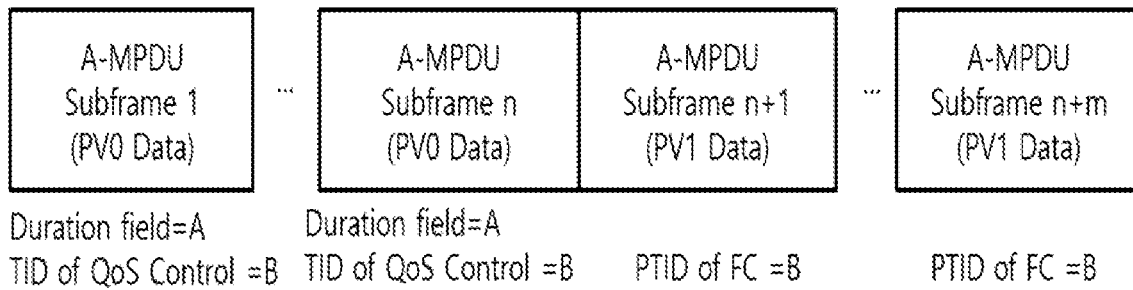 A-MPDU
Subframe 1
(PV0 Data)
...
A-MPDU
Subframe n
(PV0 Data)
A-MPDU
Subframe n+1
(PV1 Data)
...
A-MPDU
Subframe n+m
(PV1 Data)
Duration field=A
TID of QoS Control =B
Duration field=A
TID of QoS Control =B
PTID of FC =B
PTID of FC =B